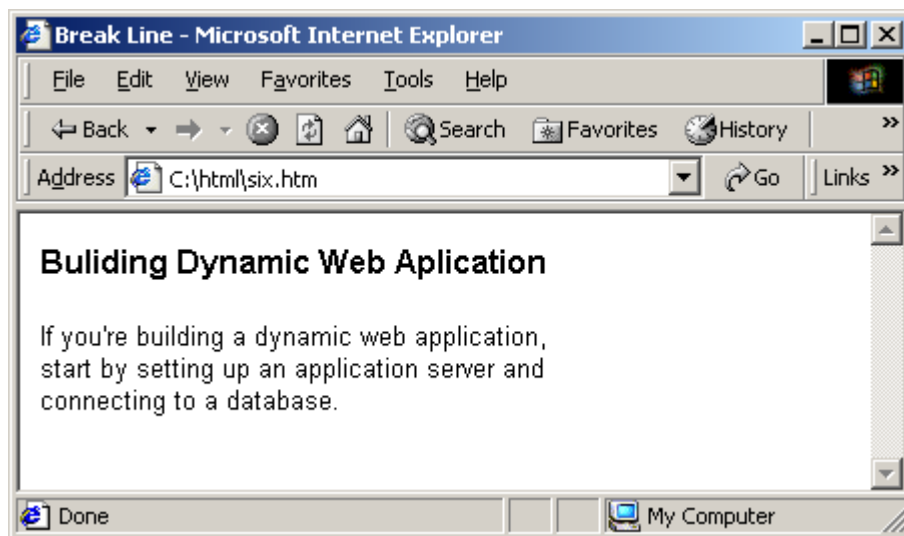 Break Line - Microsoft Internet Explorer
File Edit View Favorites Tools Help
Back Search Favorites History »
Address C:\html\six.htm Go Links »
Buliding Dynamic Web Aplication
If you're building a dynamic web application,
start by setting up an application server and
connecting to a database.
Done My Computer